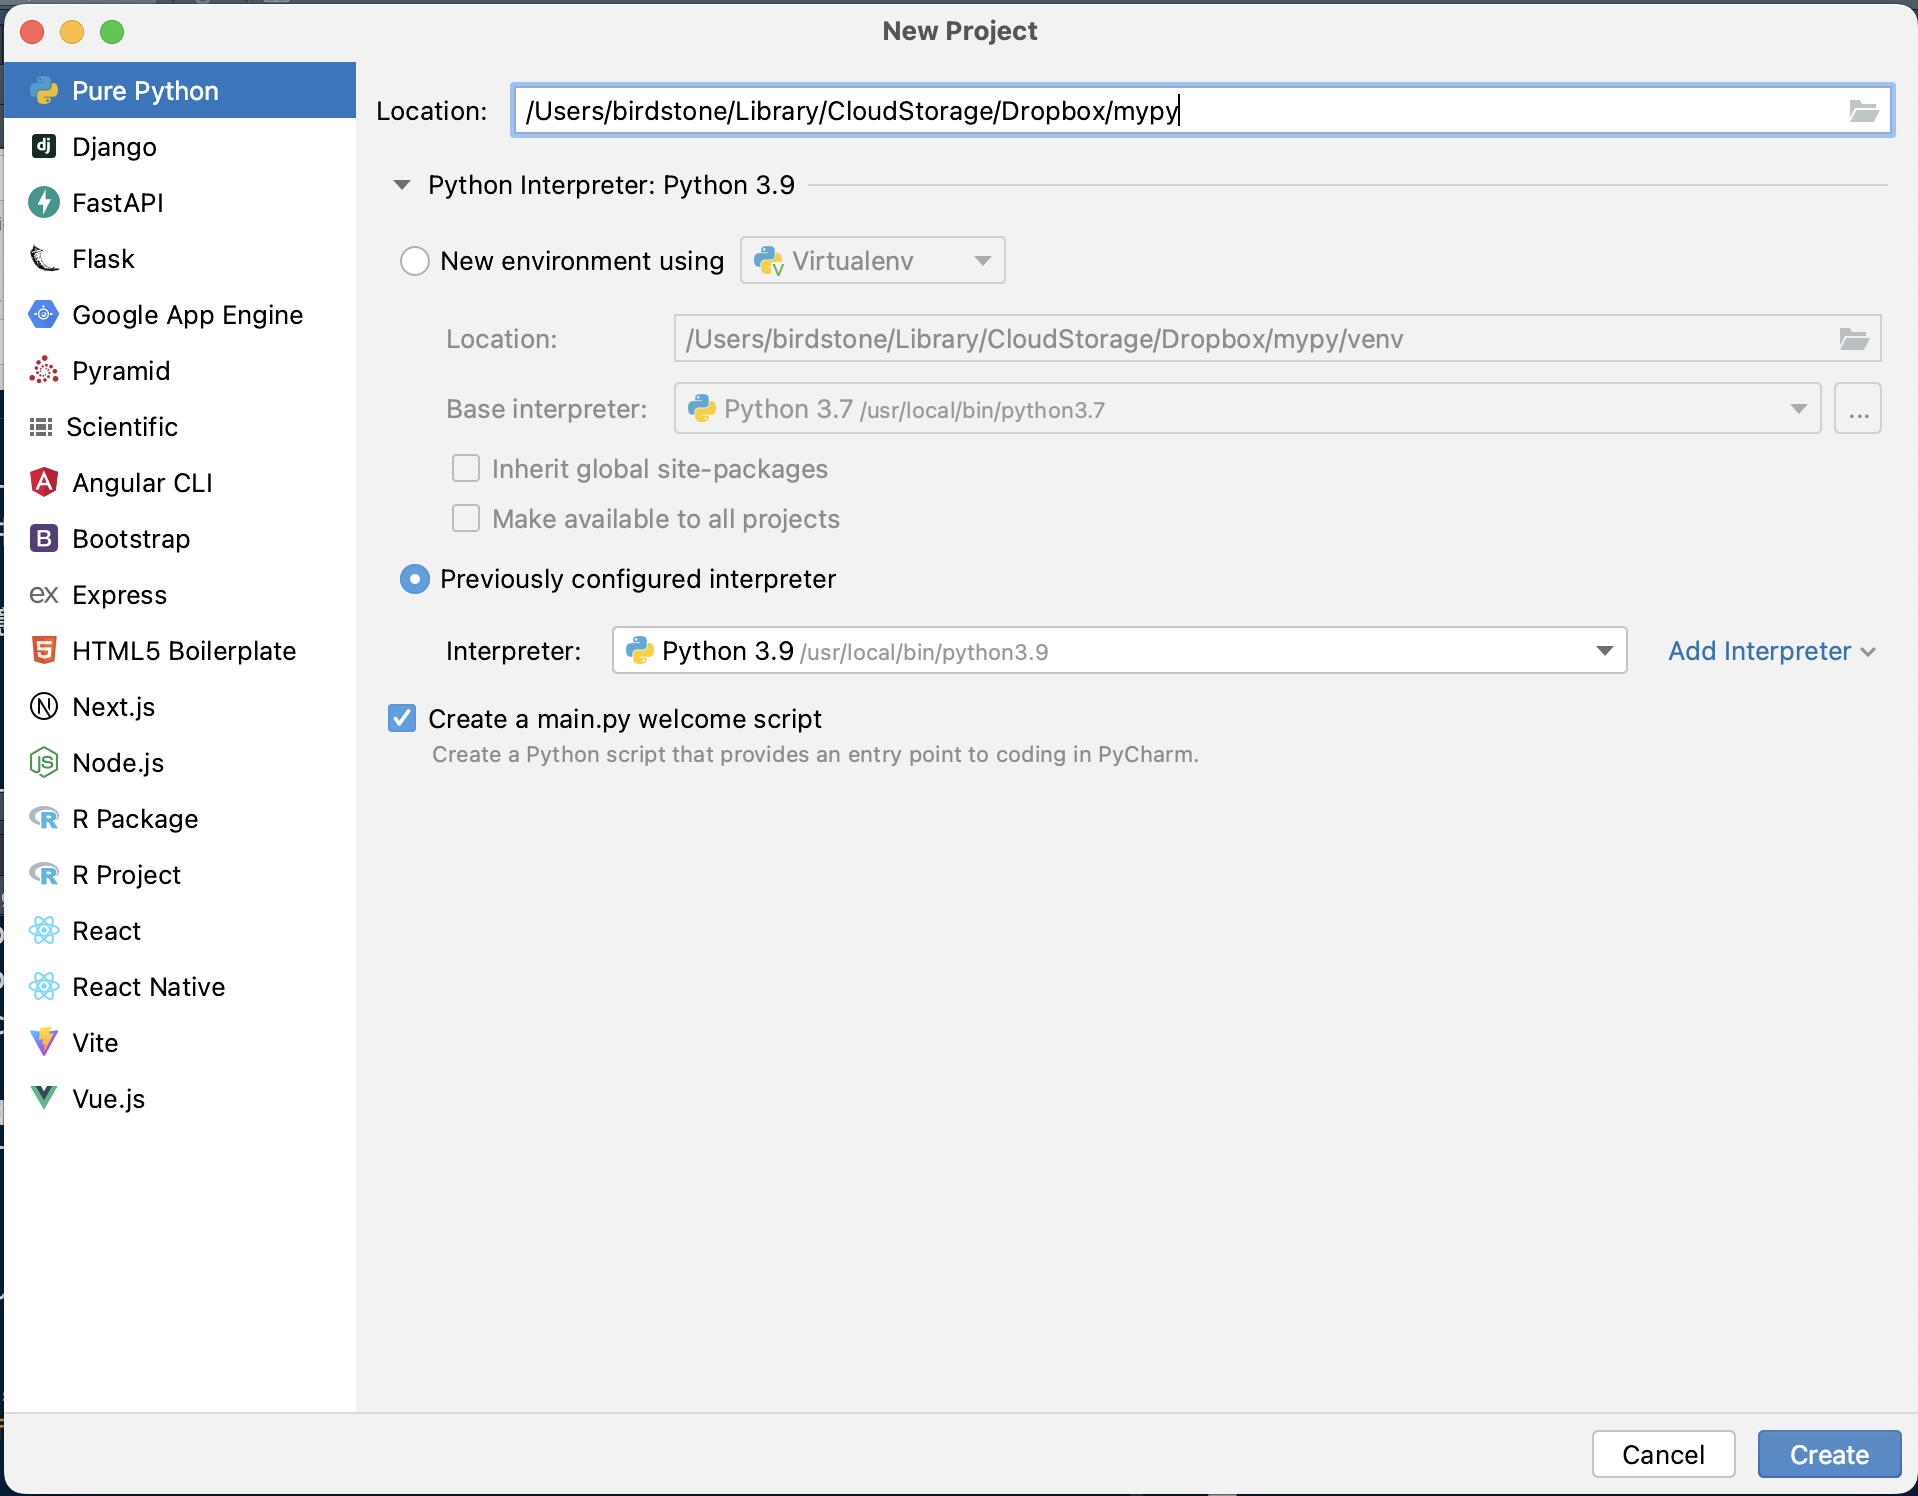 New Project
Pure Python
Django
FastAPI
Flask
Google App Engine
Pyramid
Scientific
Angular CLI
Bootstrap
Express
HTML5 Boilerplate
Next.js
Node.js
R Package
R Project
React
React Native
Vite
Vue.js
Location: /Users/birdstone/Library/CloudStorage/Dropbox/mypy
Python Interpreter: Python 3.9
New environment using Virtualenv
Location: /Users/birdstone/Library/CloudStorage/Dropbox/mypy/venv
Base interpreter: Python 3.7 /usr/local/bin/python3.7 ...
Inherit global site-packages
Make available to all projects
Previously configured interpreter
Interpreter: Python 3.9 /usr/local/bin/python3.9 Add Interpreter
Create a main.py welcome script
Create a Python script that provides an entry point to coding in PyCharm.
Cancel Create